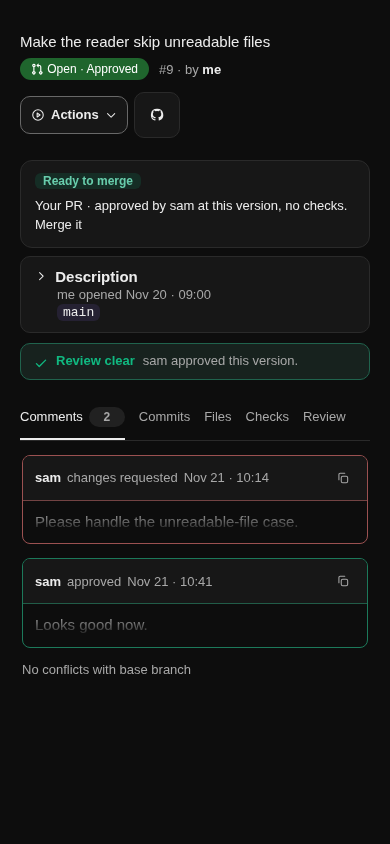 Make the reader skip unreadable files
Open · Approved #9 · by me
Actions
Ready to merge
Your PR · approved by sam at this version, no checks.
Merge it
Description
me opened Nov 20 · 09:00
main
Review clear sam approved this version.
Comments 2 Commits Files Checks Review
sam changes requested Nov 21 · 10:14
Please handle the unreadable-file case.
sam approved Nov 21 · 10:41
Looks good now.
No conflicts with base branch